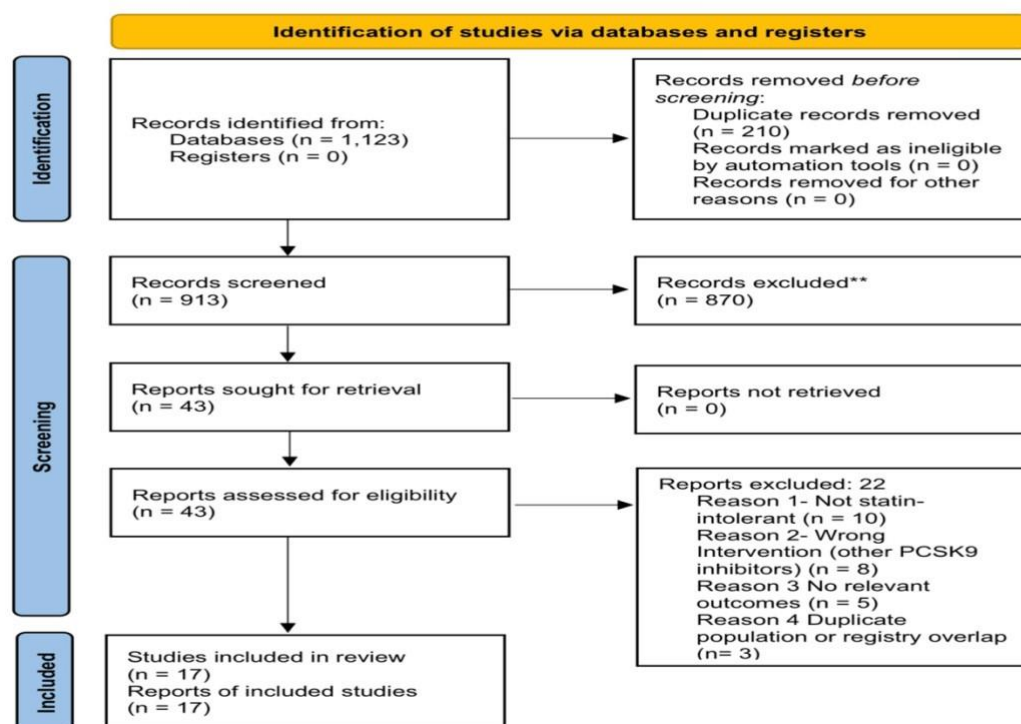 Identification of studies via databases and registers
Identification
Records identified from:
Databases (n = 1,123)
Registers (n = 0)
Records removed before
screening:
Duplicate records removed
(n = 210)
Records marked as ineligible
by automation tools (n = 0)
Records removed for other
reasons (n = 0)
Screening
Records screened
(n = 913)
Records excluded**
(n = 870)
Reports sought for retrieval
(n = 43)
Reports not retrieved
(n = 0)
Reports assessed for eligibility
(n = 43)
Reports excluded: 22
Reason 1- Not statin-
intolerant (n = 10)
Reason 2- Wrong
Intervention (other PCSK9
inhibitors) (n = 8)
Reason 3 No relevant
outcomes (n = 5)
Reason 4 Duplicate
population or registry overlap
(n= 3)
Included
Studies included in review
(n = 17)
Reports of included studies
(n = 17)